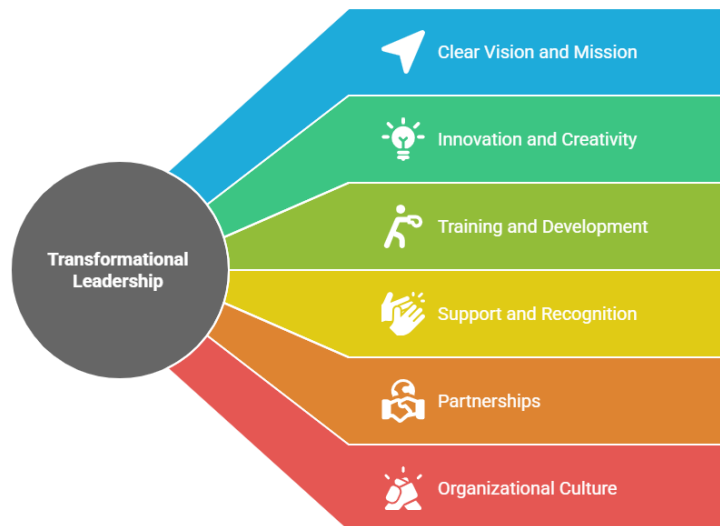 Transformational
Leadership
Clear Vision and Mission
Innovation and Creativity
Training and Development
Support and Recognition
Partnerships
Organizational Culture